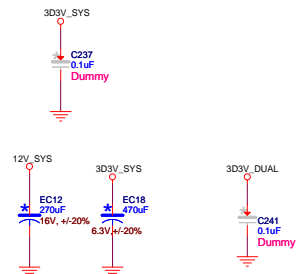 3D3V_SYS
C237
0.1uF
Dummy
12V_SYS
3D3V_SYS
3D3V_DUAL
EC12
270uF
16V, +/-20%
EC18
470uF
6.3V,+/-20%
C241
0.1uF
Dummy